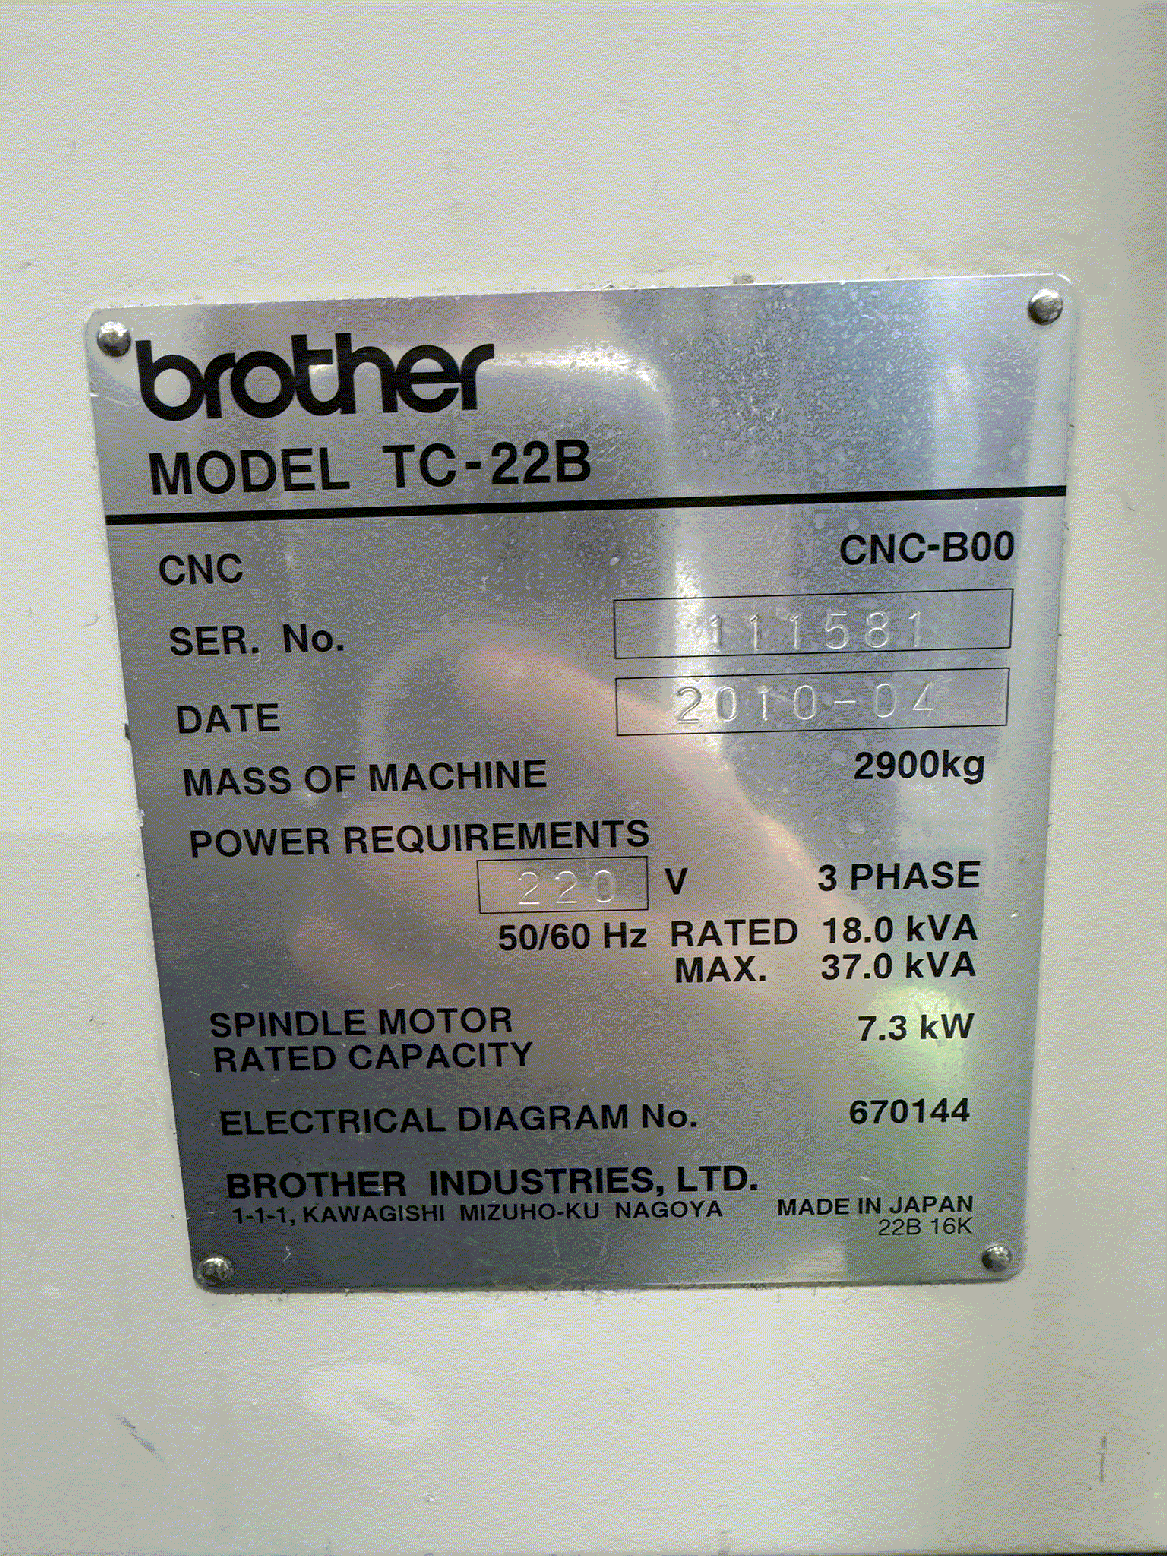 brother
MODEL TC-22B
CNC CNC-B00
SER. No. 111581
DATE 2010-04
MASS OF MACHINE 2900kg
POWER REQUIREMENTS
220 V 3 PHASE
50/60 Hz RATED 18.0 kVA
MAX. 37.0 kVA
SPINDLE MOTOR 7.3 kW
RATED CAPACITY
ELECTRICAL DIAGRAM No. 670144
BROTHER INDUSTRIES, LTD.
1-1-1, KAWAGISHI MIZUHO-KU NAGOYA MADE IN JAPAN
22B 16K